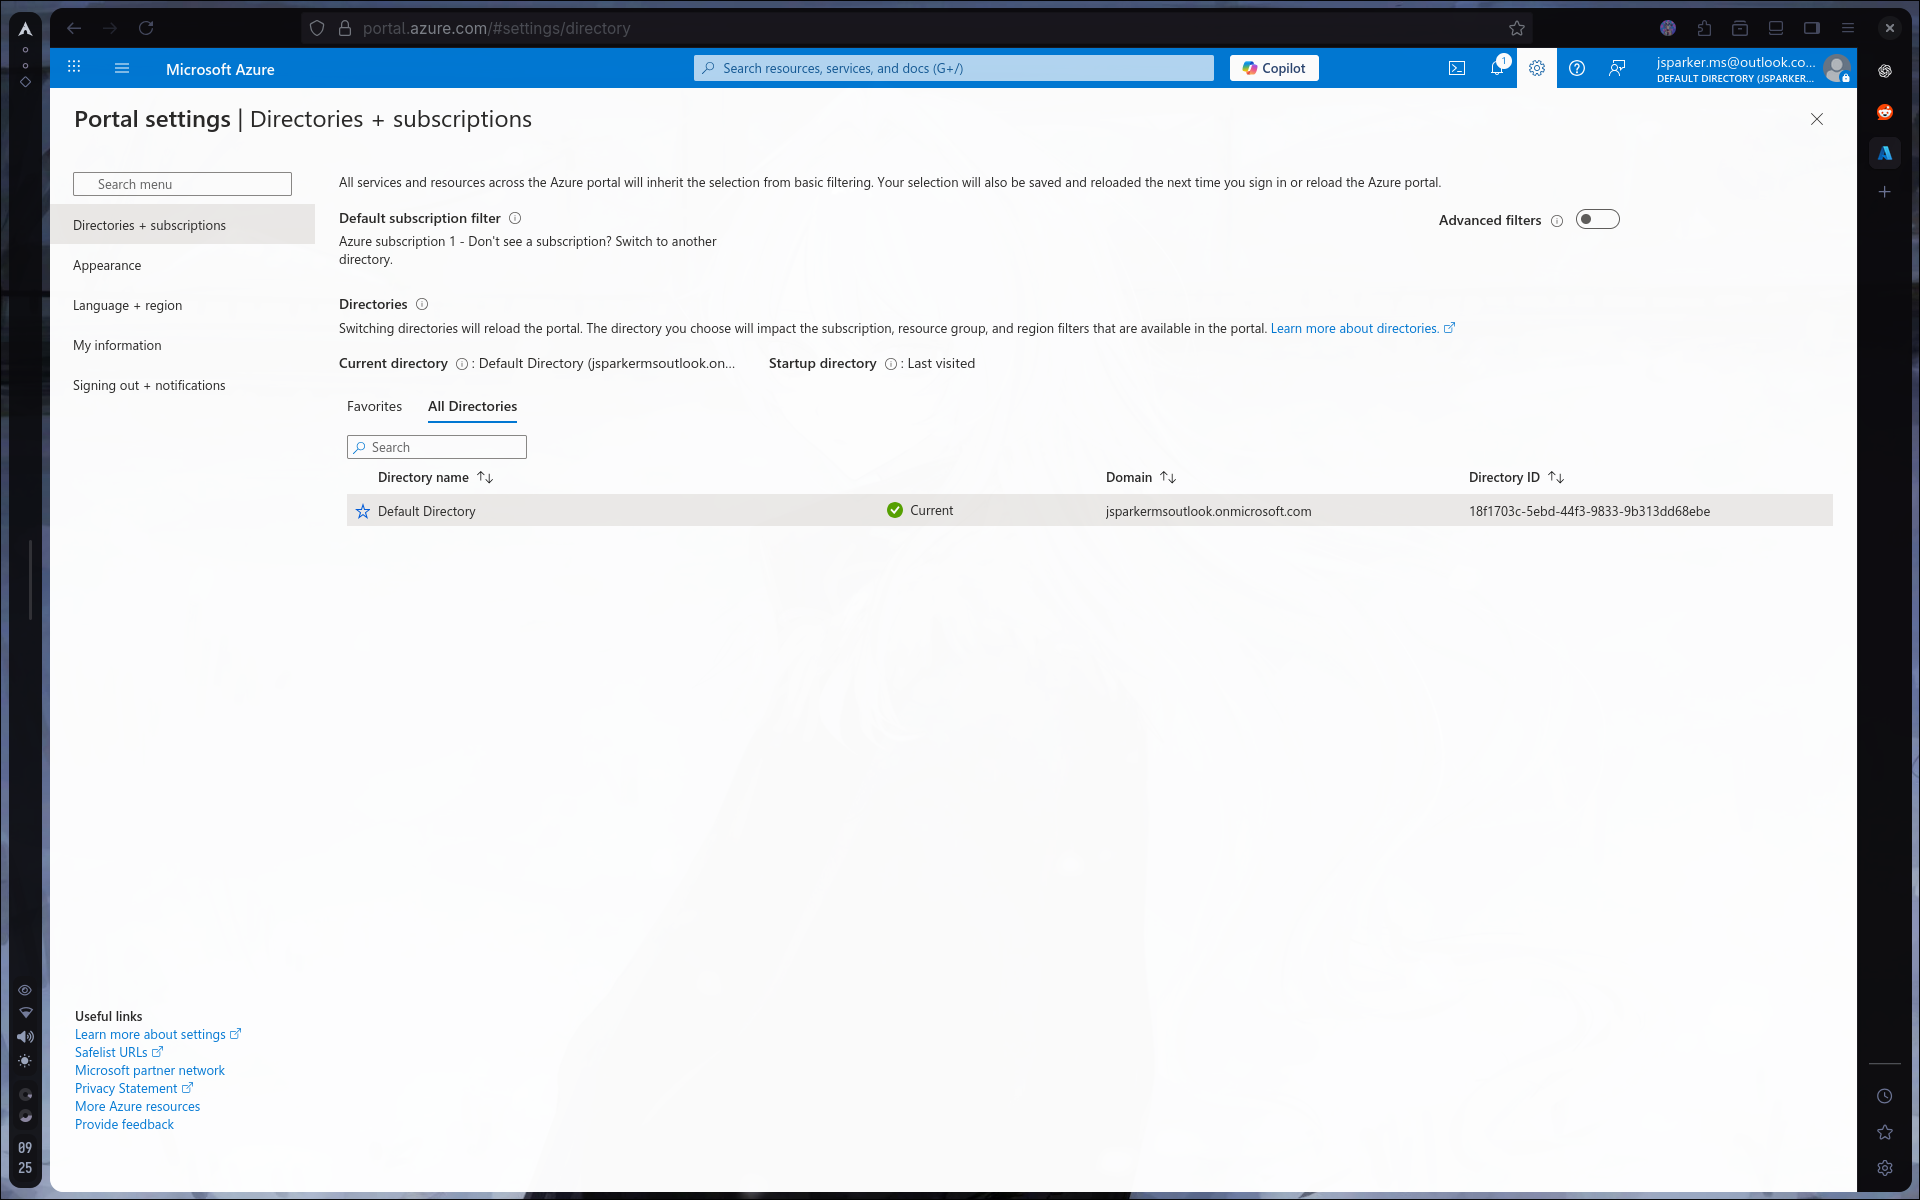 portal.azure.com/#settings/directory
Microsoft Azure
Search resources, services, and docs (G+/)
Copilot
1
jsparker.ms@outlook.co...
DEFAULT DIRECTORY (JSPARKER...
Portal settings | Directories + subscriptions
Search menu
Directories + subscriptions
Appearance
Language + region
My information
Signing out + notifications
All services and resources across the Azure portal will inherit the selection from basic filtering. Your selection will also be saved and reloaded the next time you sign in or reload the Azure portal.
Default subscription filter
Advanced filters
Azure subscription 1 - Don't see a subscription? Switch to another
directory.
Directories
Switching directories will reload the portal. The directory you choose will impact the subscription, resource group, and region filters that are available in the portal. Learn more about directories.
Current directory : Default Directory (jsparkermsoutlook.on... Startup directory : Last visited
Favorites All Directories
Search
Directory name Domain Directory ID
Default Directory Current jsparkermsoutlook.onmicrosoft.com 18f1703c-5ebd-44f3-9833-9b313dd68ebe
Useful links
Learn more about settings
Safelist URLs
Microsoft partner network
Privacy Statement
More Azure resources
Provide feedback
09
25